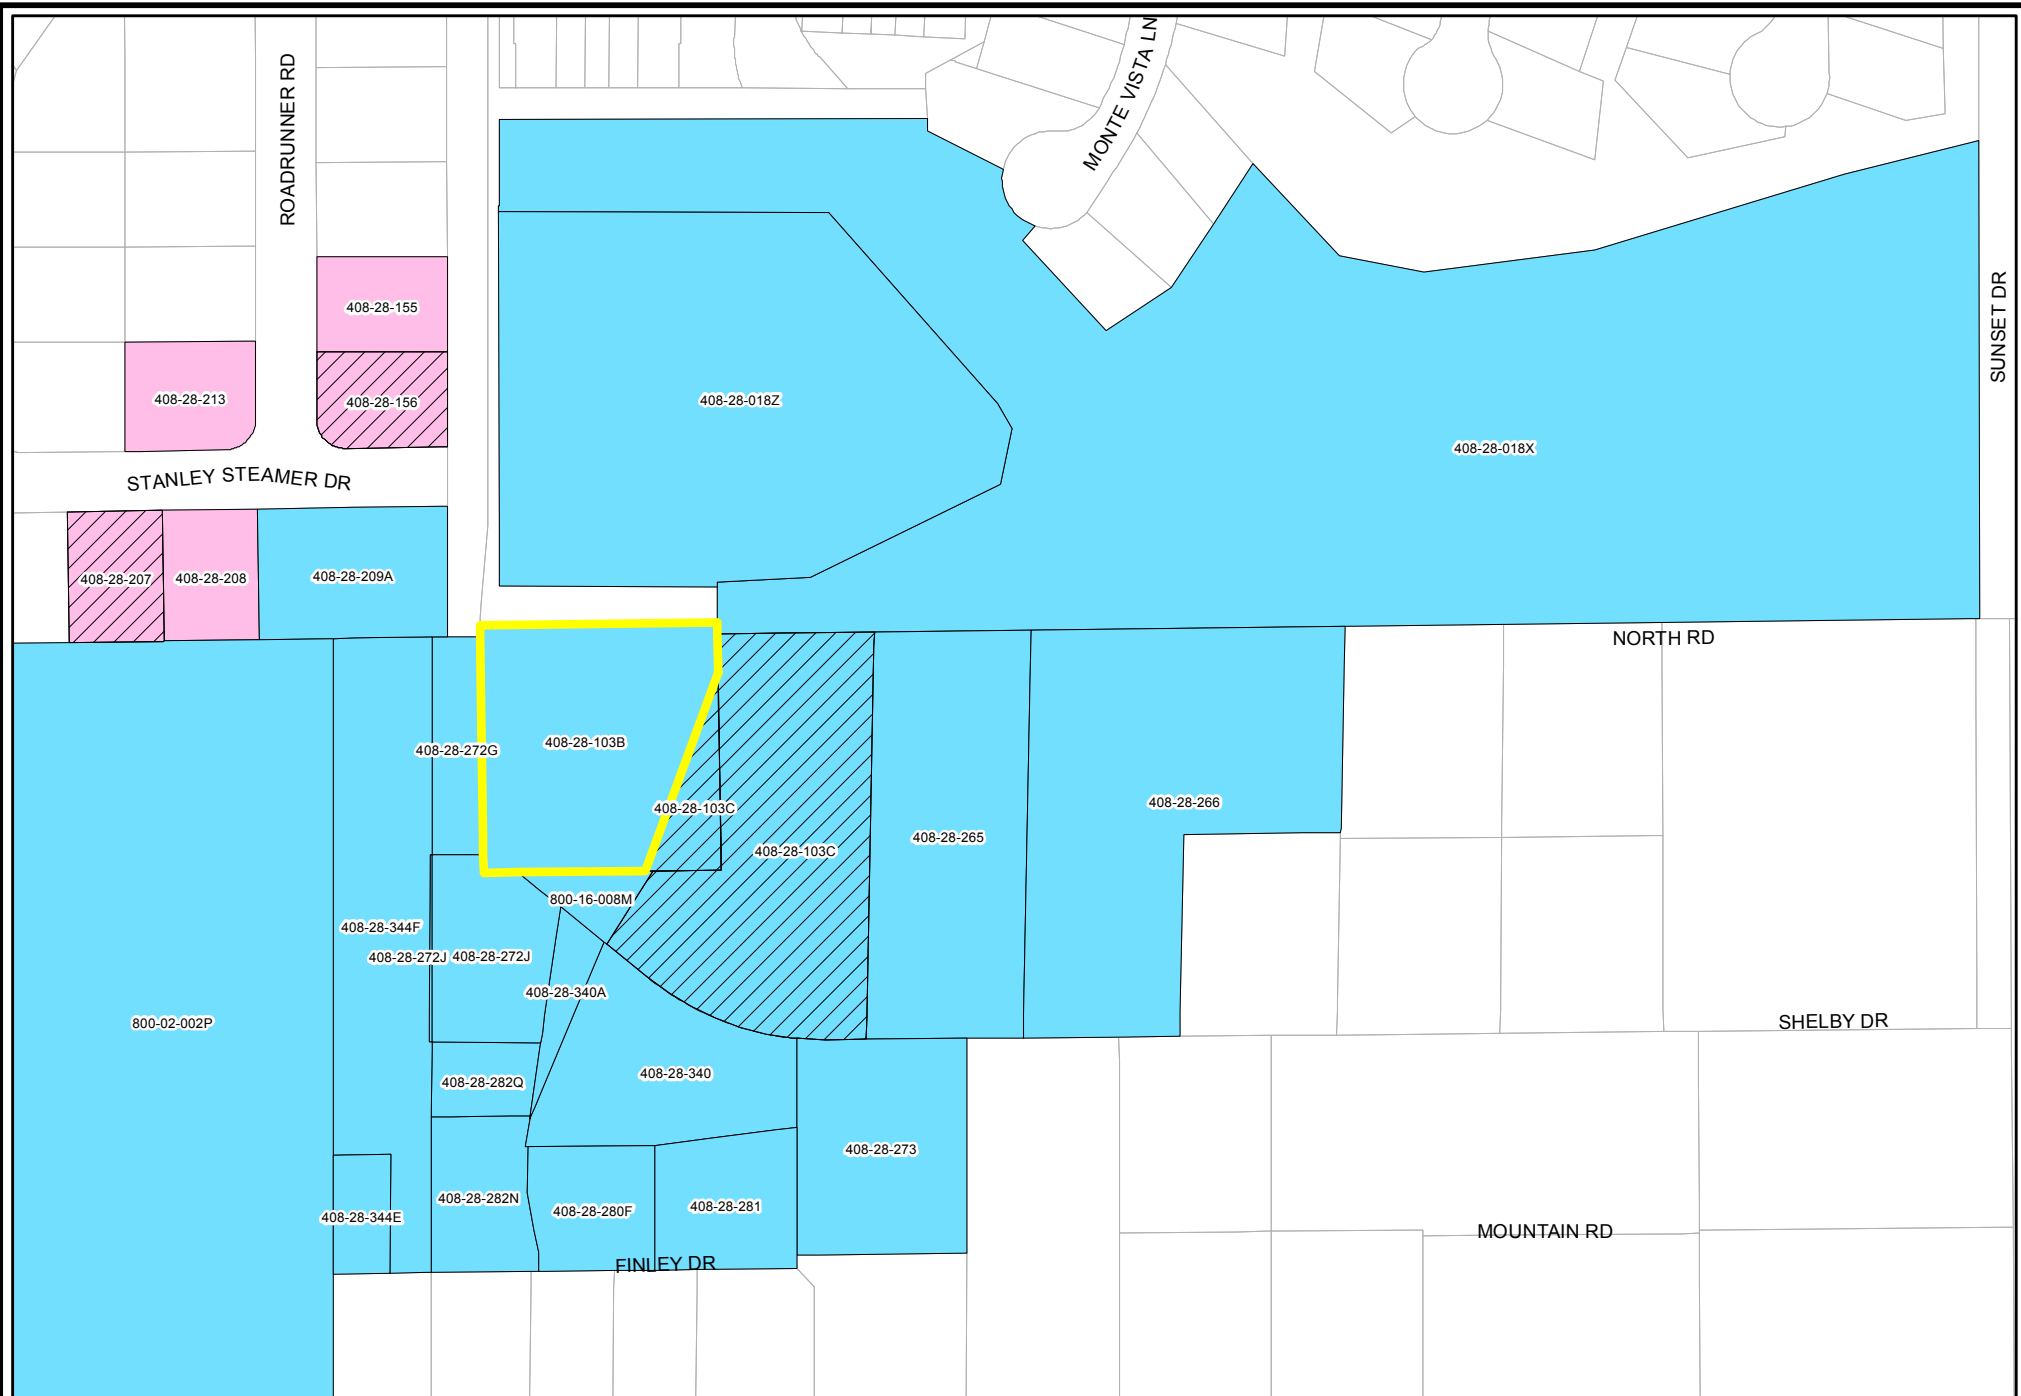 MONTE VISTA LN
ROADRUNNER RD
SUNSET DR
408-28-155
408-28-213
408-28-156
408-28-018Z
408-28-018X
STANLEY STEAMER DR
408-28-207
408-28-208
408-28-209A
NORTH RD
408-28-272G
408-28-103B
408-28-103C
408-28-103C
408-28-265
408-28-266
800-16-008M
408-28-344F
408-28-272J
408-28-272J
408-28-340A
800-02-002P
SHELBY DR
408-28-282Q
408-28-340
408-28-273
408-28-344E
408-28-282N
408-28-280F
408-28-281
MOUNTAIN RD
FINLEY DR